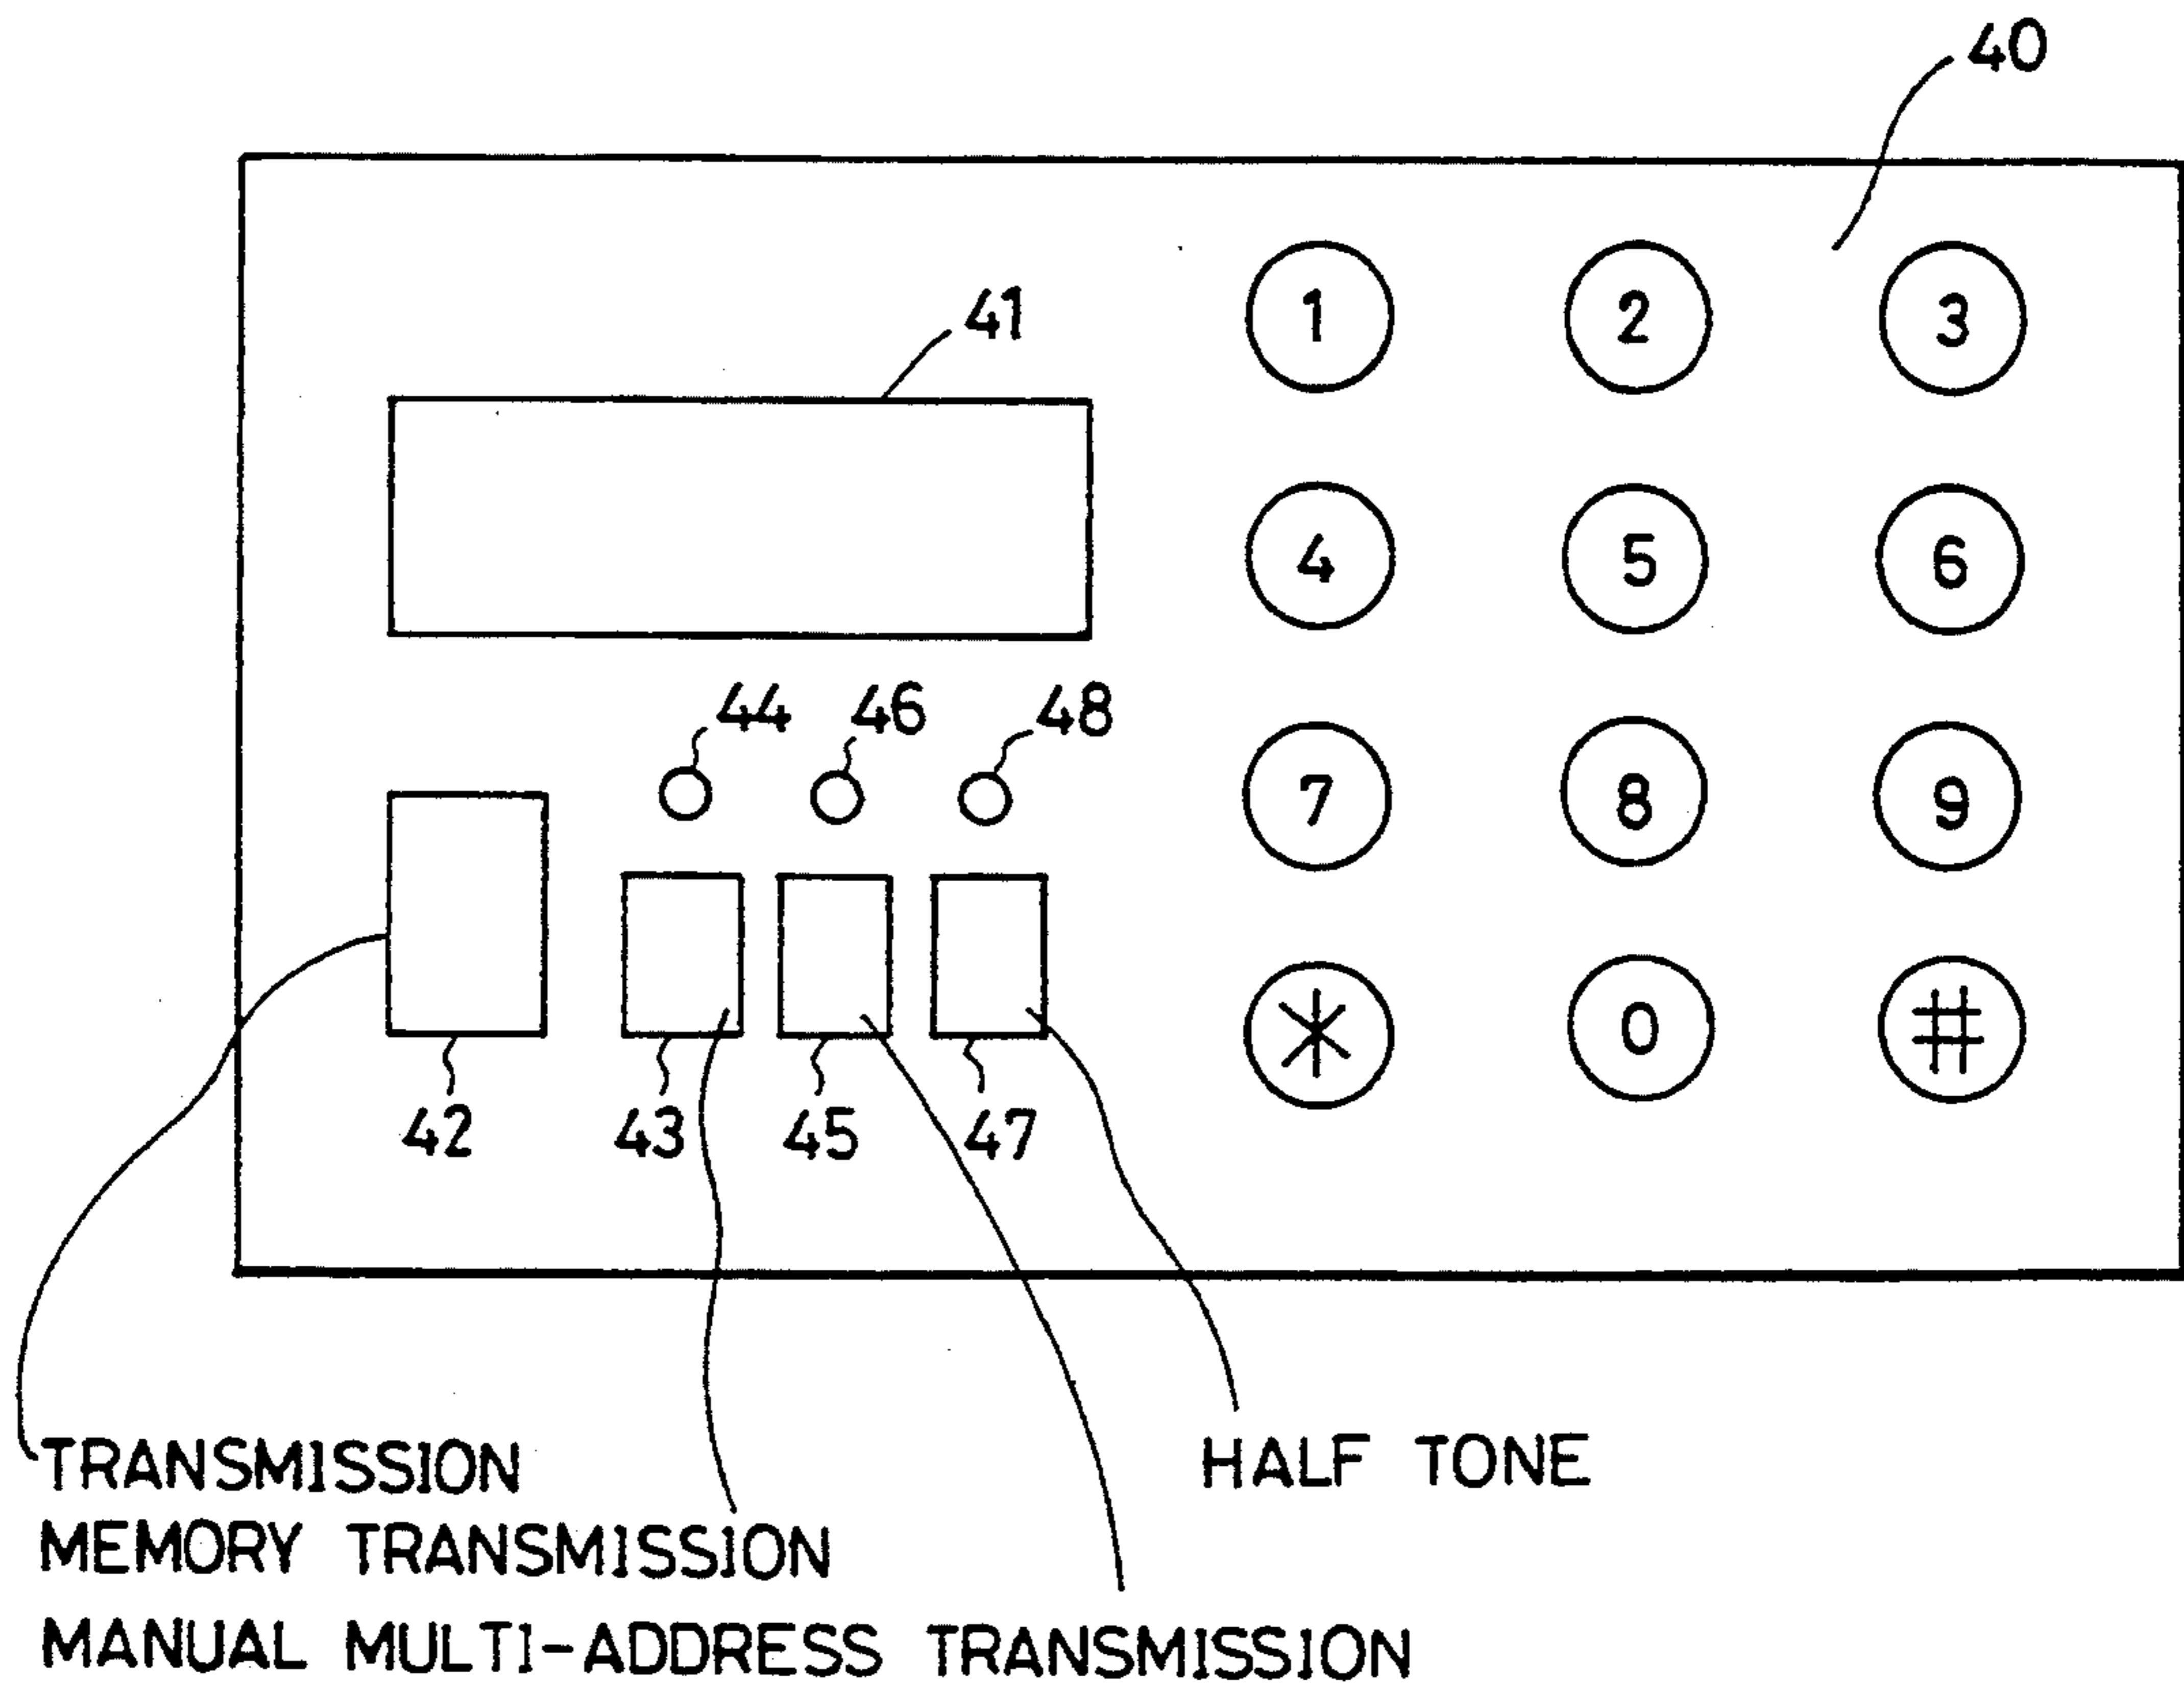 40
41
1 2 3
4 5 6
44 46 48
7 8 9
* 0 #
42 43 45 47
TRANSMISSION
HALF TONE
MEMORY TRANSMISSION
MANUAL MULTI-ADDRESS TRANSMISSION